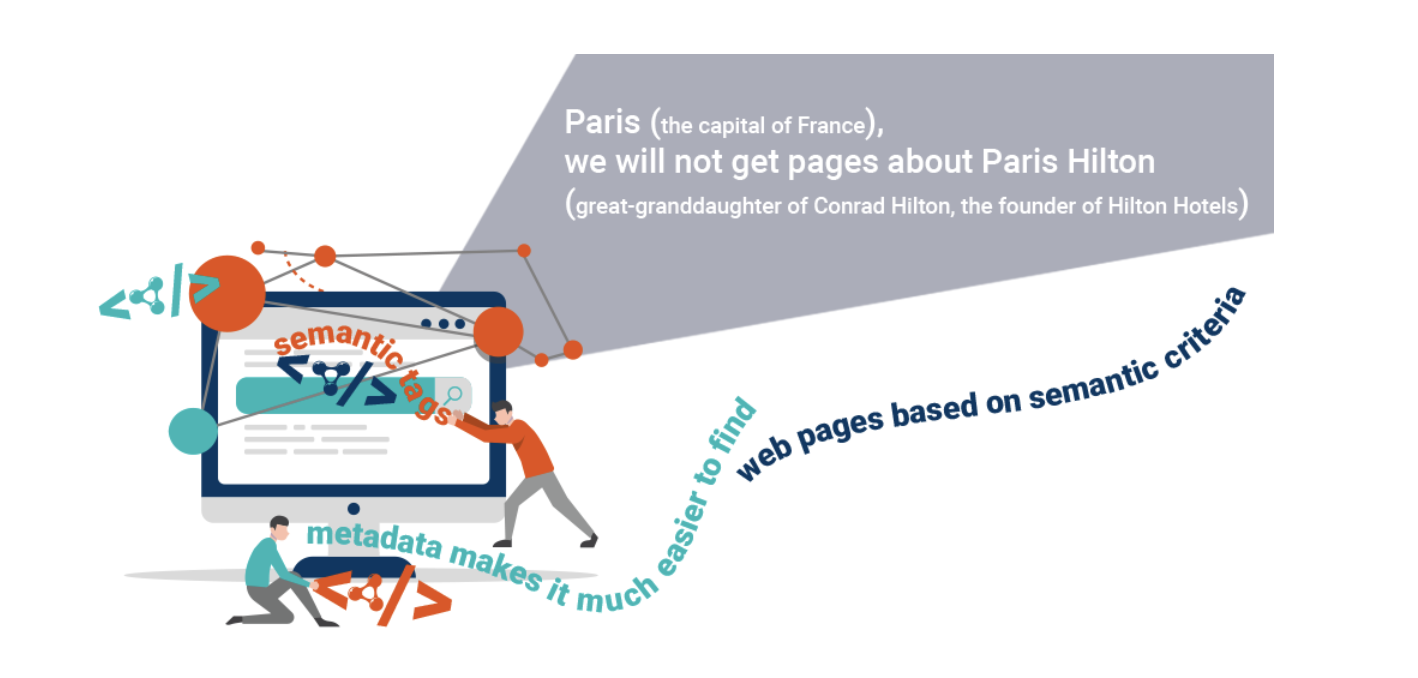 Paris (the capital of France),
we will not get pages about Paris Hilton
(great-granddaughter of Conrad Hilton, the founder of Hilton Hotels)
semantic tags
metadata makes it much easier to find
web pages based on semantic criteria